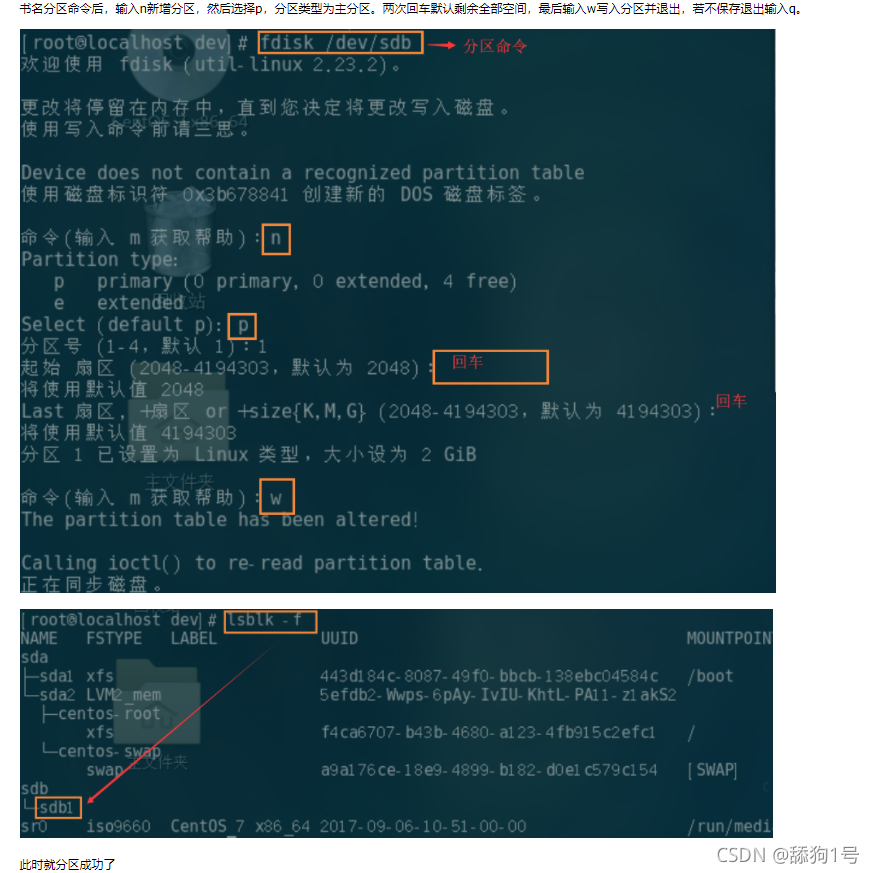 书名分区命令后，输入n新增分区，然后选择p，分区类型为主分区。两次回车默认剩余全部空间，最后输入w写入分区并退出，若不保存退出输入q。
[root@localhost dev]# fdisk /dev/sdb 分区命令
欢迎使用 fdisk (util-linux 2.23.2)。
更改将停留在内存中，直到您决定将更改写入磁盘。
使用写入命令前请三思。
Device does not contain a recognized partition table
使用磁盘标识符 0x3b678841 创建新的 DOS 磁盘标签。
命令(输入 m 获取帮助)：n
Partition type:
p primary (0 primary, 0 extended, 4 free)
e extended
回收站
Select (default p): p
分区号 (1-4，默认 1)：1
起始 扇区 (2048-4194303，默认为 2048)： 回车
将使用默认值 2048
Last 扇区, +扇区 or +size{K,M,G} (2048-4194303，默认为 4194303)：回车
将使用默认值 4194303
分区 1 已设置为 Linux 类型，大小设为 2 GiB
主文件夹
命令(输入 m 获取帮助)：w
The partition table has been altered!
Calling ioctl() to re-read partition table.
正在同步磁盘。
[root@localhost dev]# lsblk -f
NAME FSTYPE LABEL UUID MOUNTPOIN
sda
├─sda1 xfs 443d184c-8087-49f0-bbcb-138ebc04584c /boot
└─sda2 LVM2_mem 5efdb2-Wwps-6pAy-IvIU-KhtL-PA11-z1akS2
├─centos-root
xfs f4ca6707-b43b-4680-a123-4fb915c2efc1 /
└─centos-swap
主文件夹
swap a9a176ce-18e9-4899-b182-d0e1c579c154 [SWAP]
sdb
└─sdb1
sr0 iso9660 CentOS_7 x86_64 2017-09-06-10-51-00-00 /run/medi
此时就分区成功了
CSDN @舔狗1号